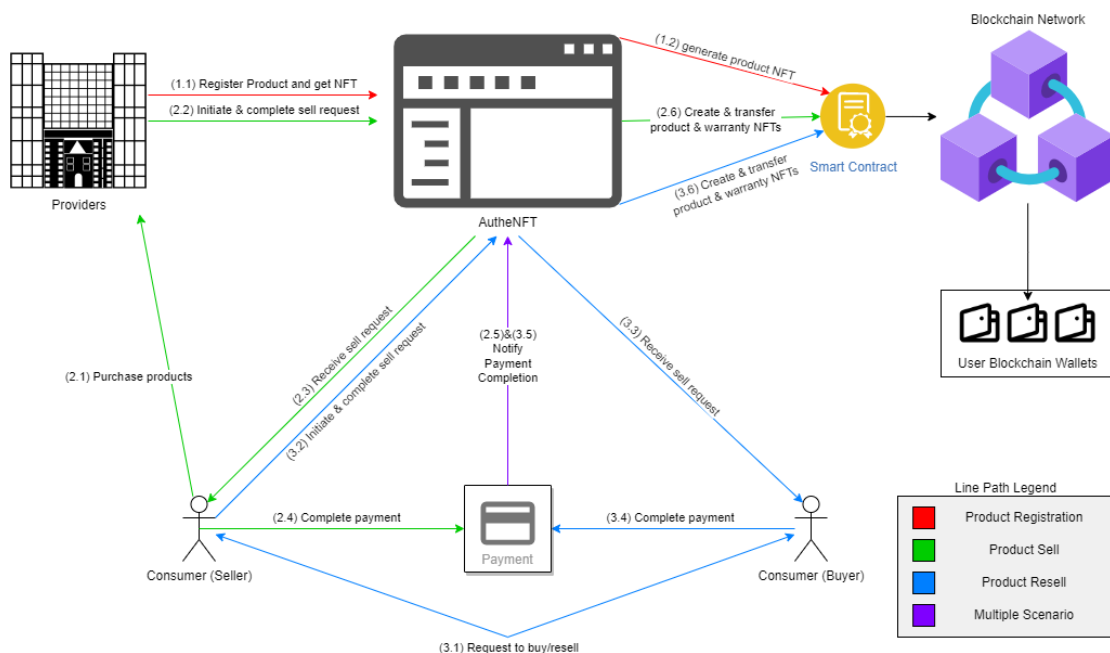 Blockchain Network
(1.2) generate product NFT
(1.1) Register Product and get NFT
(2.2) Initiate & complete sell request
(2.6) Create & transfer
product & warranty NFTs
Smart Contract
(3.6) Create & transfer
product & warranty NFTs
Providers
AutheNFT
(2.3) Receive sell request
(3.2) Initiate & complete sell request
(2.5)&(3.5)
Notify
Payment
Completion
(3.3) Receive sell request
User Blockchain Wallets
(2.1) Purchase products
Line Path Legend
Product Registration
Product Sell
Product Resell
Multiple Scenario
(2.4) Complete payment
(3.4) Complete payment
Payment
Consumer (Seller)
Consumer (Buyer)
(3.1) Request to buy/resell